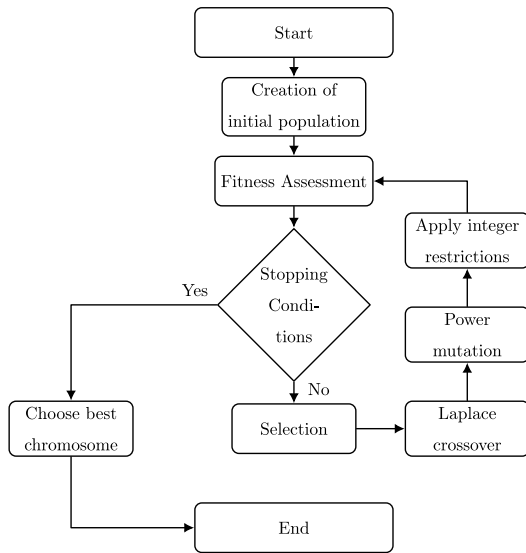 Start
Creation of
initial population
Fitness Assessment
Apply integer
restrictions
Stopping
Condi-
tions
Yes
Power
mutation
No
Choose best
chromosome
Selection
Laplace
crossover
End